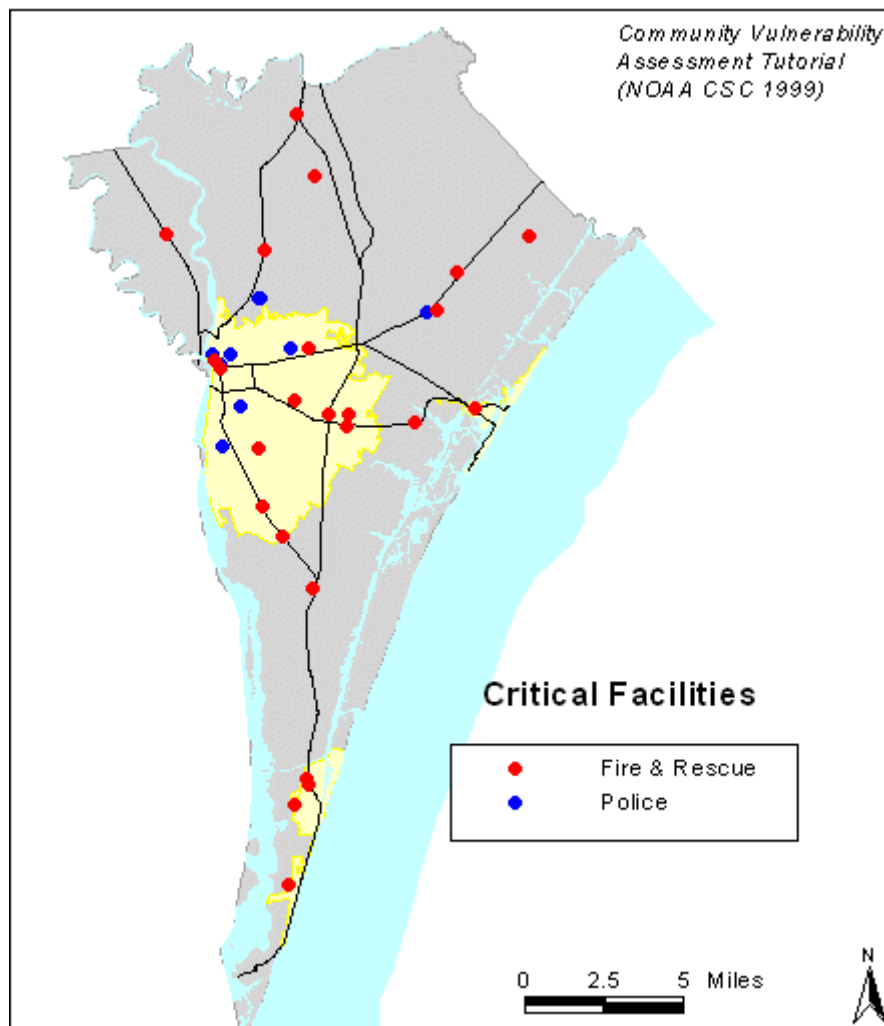 Community Vulnerability
Assessment Tutorial
(NOAA CSC 1999)
Critical Facilities
Fire & Rescue
Police
0 2.5 5 Miles
N